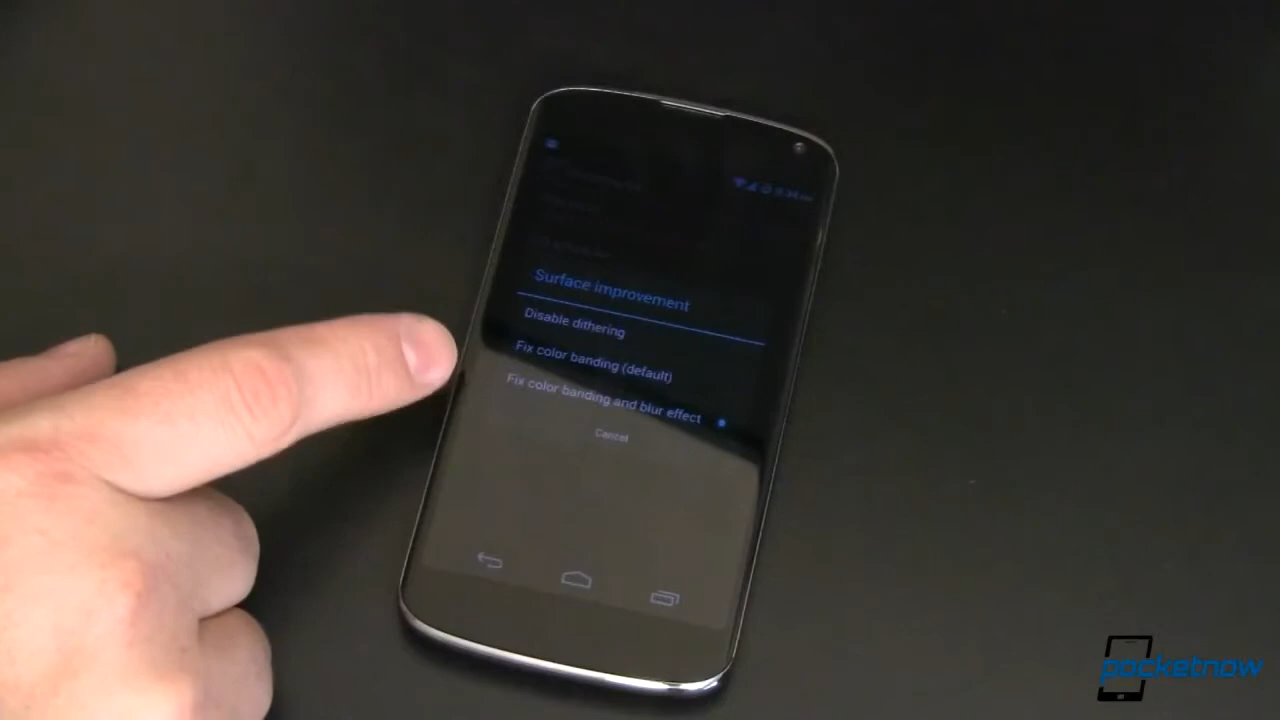 Surface improvement
Disable dithering
Fix color banding (default)
Fix color banding and blur effect
Cancel
pocketnow